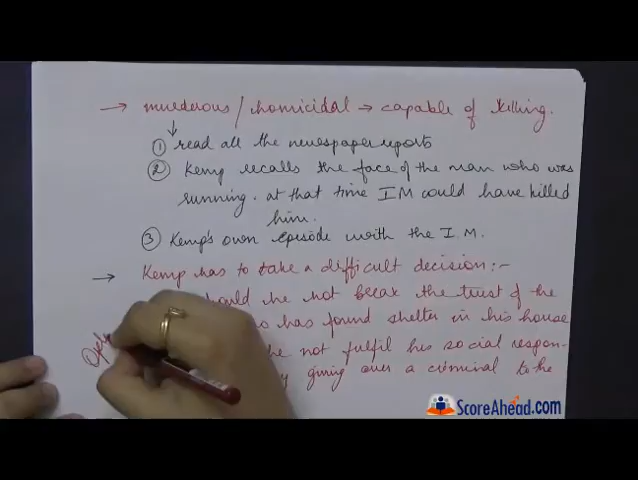 → murderous / homicidal → capable of killing.
① read all the newspaper reports
② Kemp recalls the face of the man who was
running. at that time IM could have killed
him.
③ Kemp's own episode with the I.M.
→ Kemp has to take a difficult decision:-
should he not break the trust of the
who has found shelter in his house
he not fulfil his social respon-
giving over a criminal to the
ScoreAhead.com